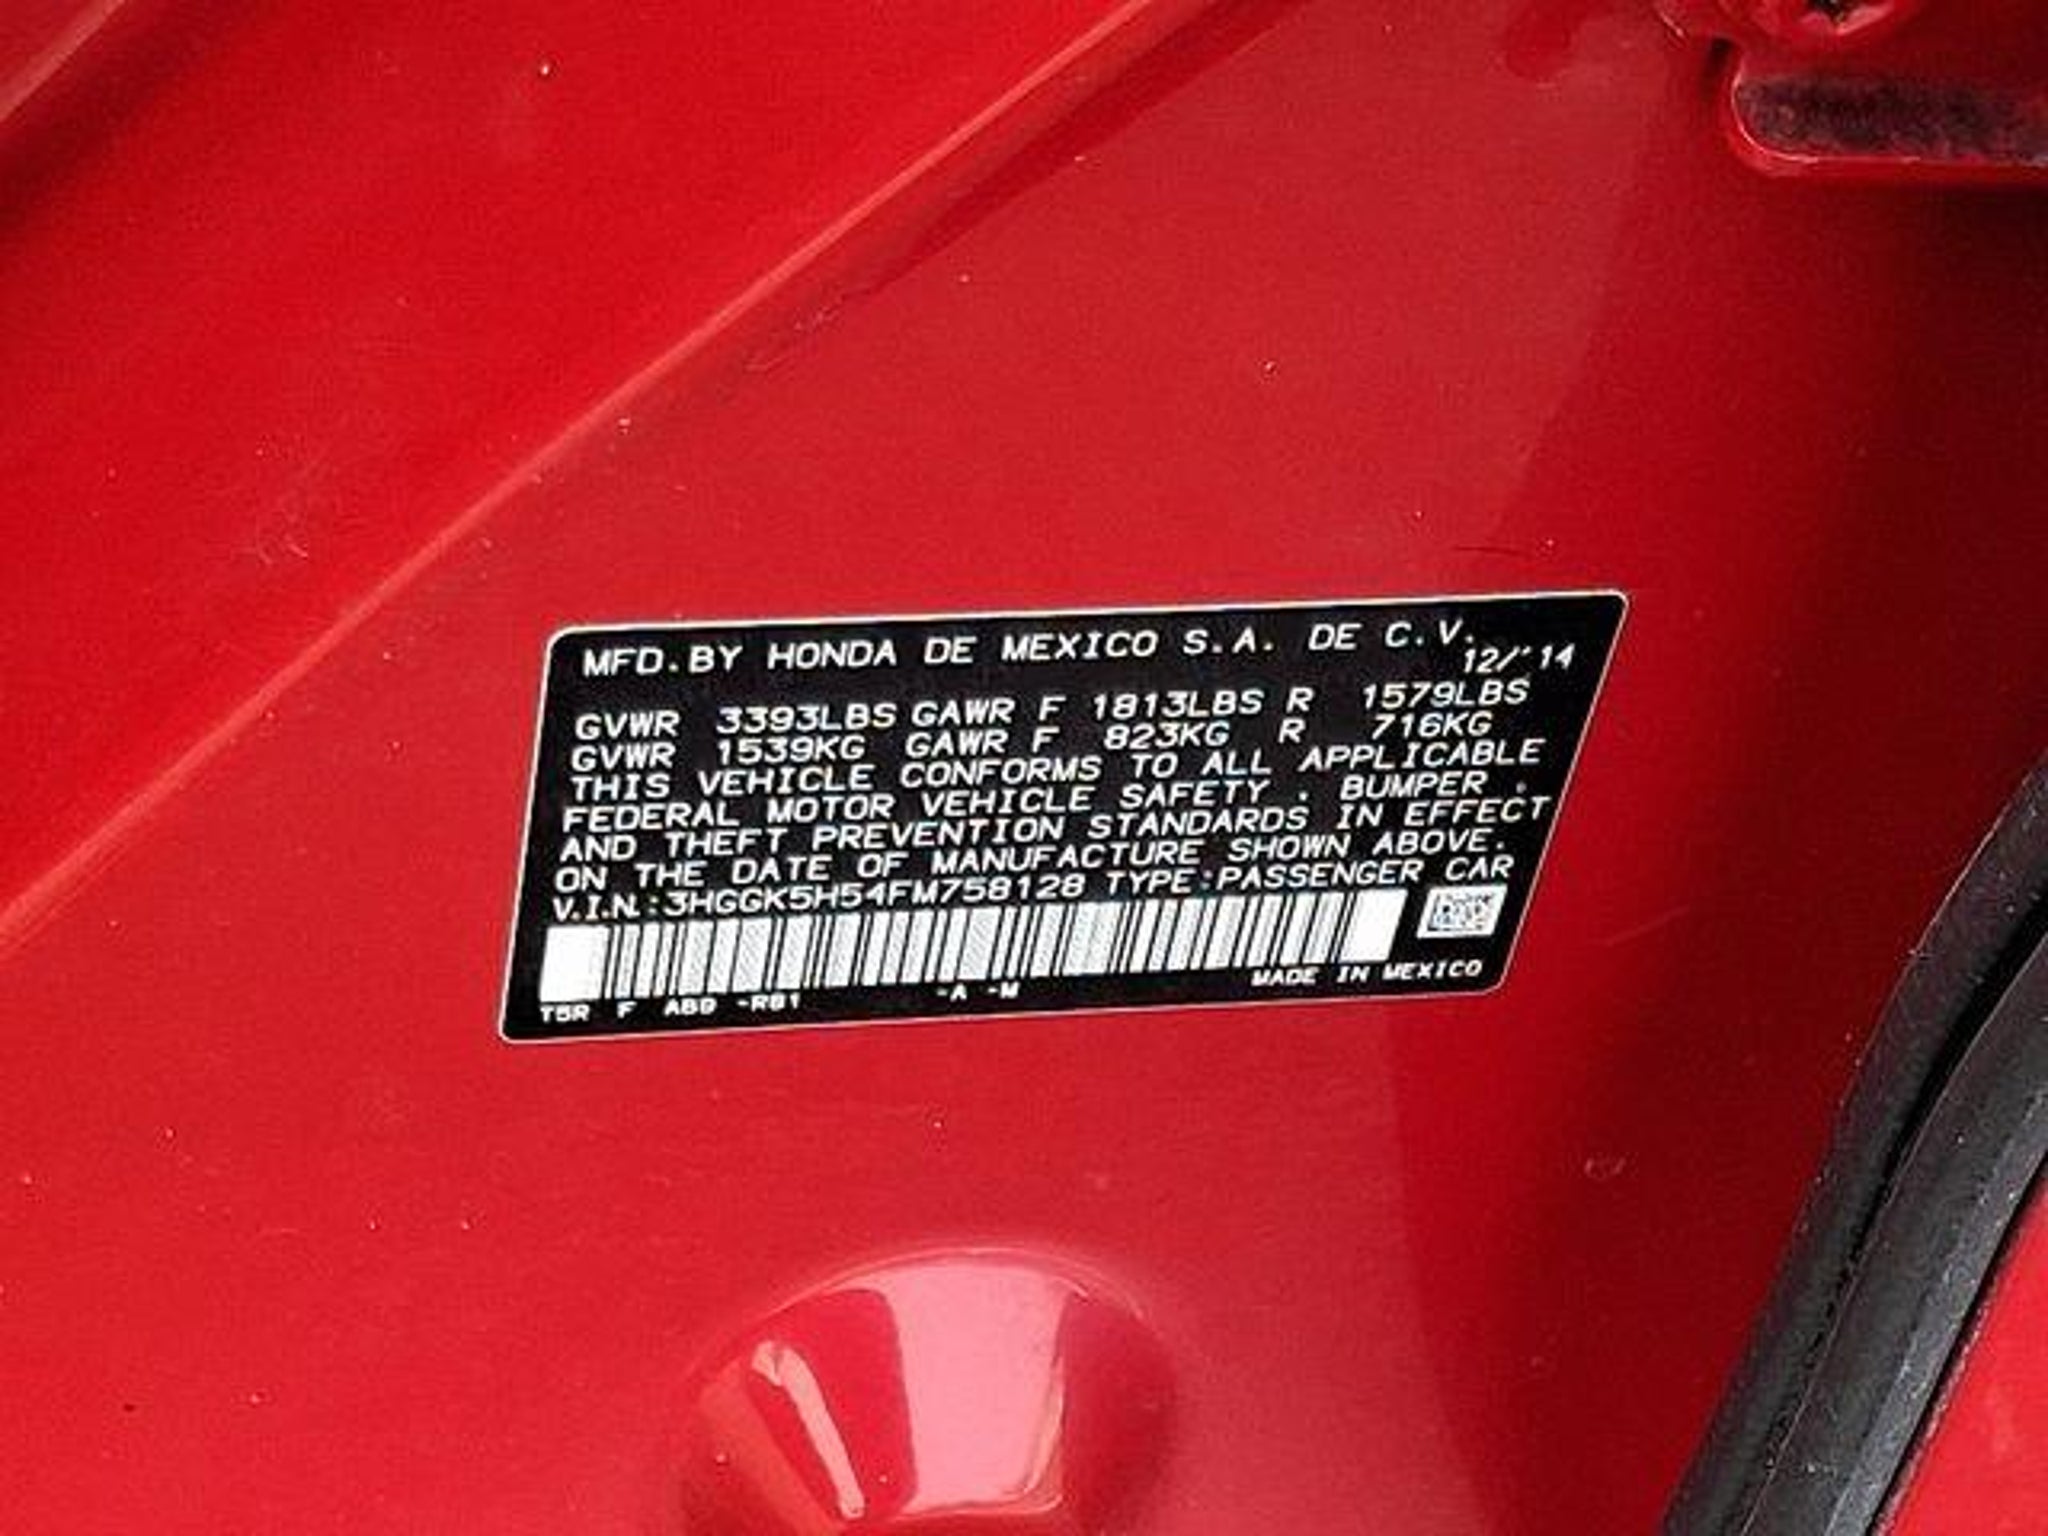 MFD.BY HONDA DE MEXICO S.A. DE C.V.
12/'14
GVWR 3393LBS GAWR F 1813LBS R 1579LBS
GVWR 1539KG GAWR F 823KG R 716KG
THIS VEHICLE CONFORMS TO ALL APPLICABLE
FEDERAL MOTOR VEHICLE SAFETY . BUMPER .
AND THEFT PREVENTION STANDARDS IN EFFECT
ON THE DATE OF MANUFACTURE SHOWN ABOVE.
V.I.N.:3HGGK5H54FM758128 TYPE:PASSENGER CAR
MADE IN MEXICO
T5R F ABD -R81 -A -M